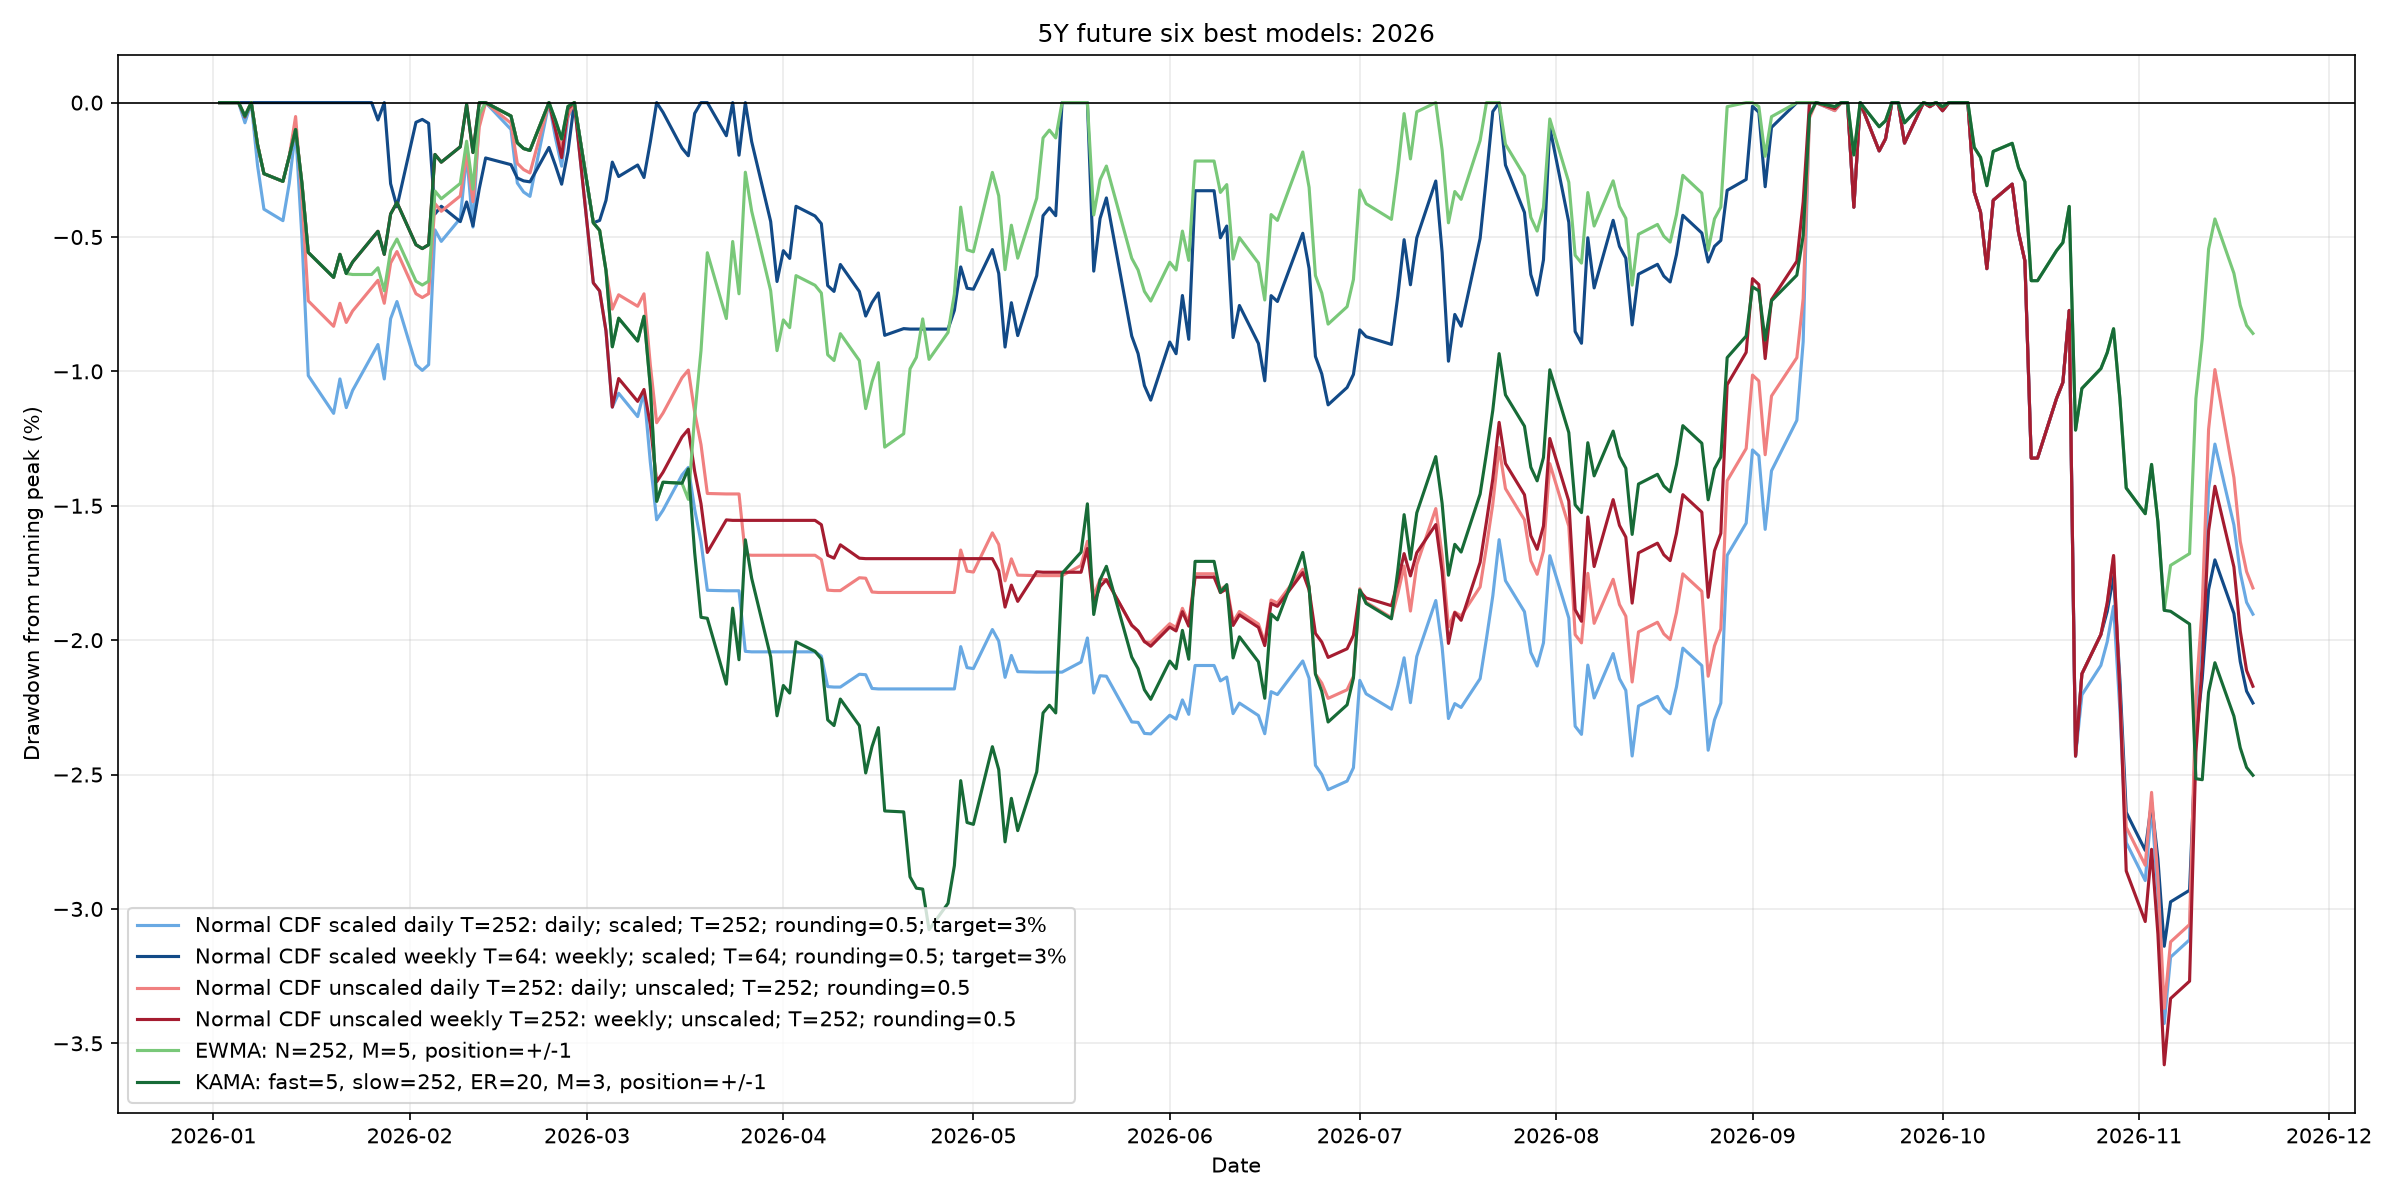 5Y future six best models: 2026
Drawdown from running peak (%)
0.0
−0.5
−1.0
−1.5
−2.0
−2.5
−3.0
−3.5
Normal CDF scaled daily T=252: daily; scaled; T=252; rounding=0.5; target=3%
Normal CDF scaled weekly T=64: weekly; scaled; T=64; rounding=0.5; target=3%
Normal CDF unscaled daily T=252: daily; unscaled; T=252; rounding=0.5
Normal CDF unscaled weekly T=252: weekly; unscaled; T=252; rounding=0.5
EWMA: N=252, M=5, position=+/-1
KAMA: fast=5, slow=252, ER=20, M=3, position=+/-1
2026-01 2026-02 2026-03 2026-04 2026-05 2026-06 2026-07 2026-08 2026-09 2026-10 2026-11 2026-12
Date